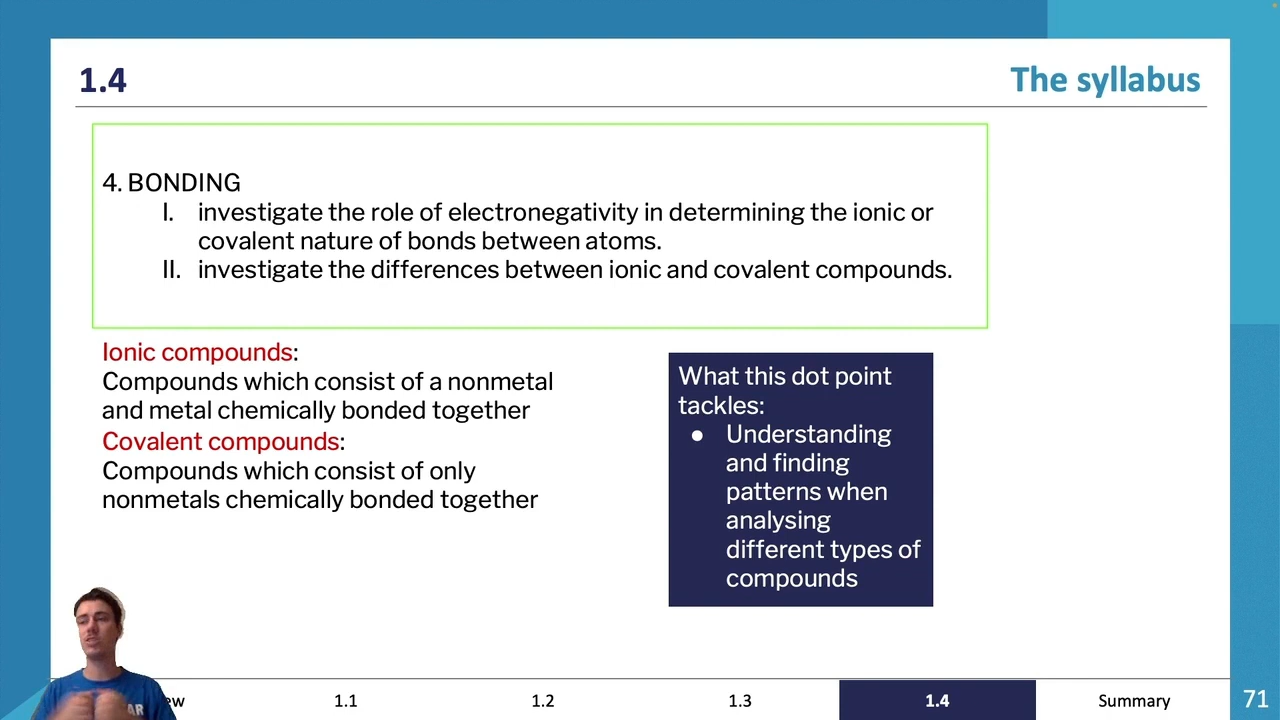 1.4
The syllabus
4. BONDING
I. investigate the role of electronegativity in determining the ionic or
covalent nature of bonds between atoms.
II. investigate the differences between ionic and covalent compounds.
Ionic compounds:
Compounds which consist of a nonmetal
and metal chemically bonded together
Covalent compounds:
Compounds which consist of only
nonmetals chemically bonded together
What this dot point
tackles:
● Understanding
and finding
patterns when
analysing
different types of
compounds
1.1
1.2
1.3
1.4
Summary
71